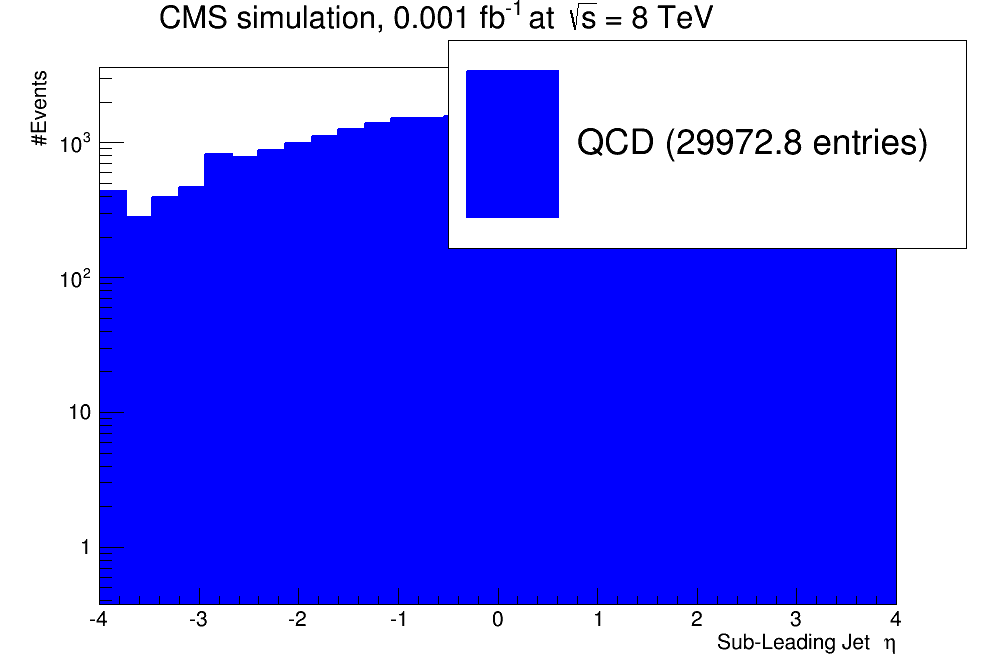 CMS simulation, 0.001 fb⁻¹ at √s = 8 TeV
#Events
QCD (29972.8 entries)
10³
10²
10
1
-4 -3 -2 -1 0 1 2 3 4
Sub-Leading Jet η